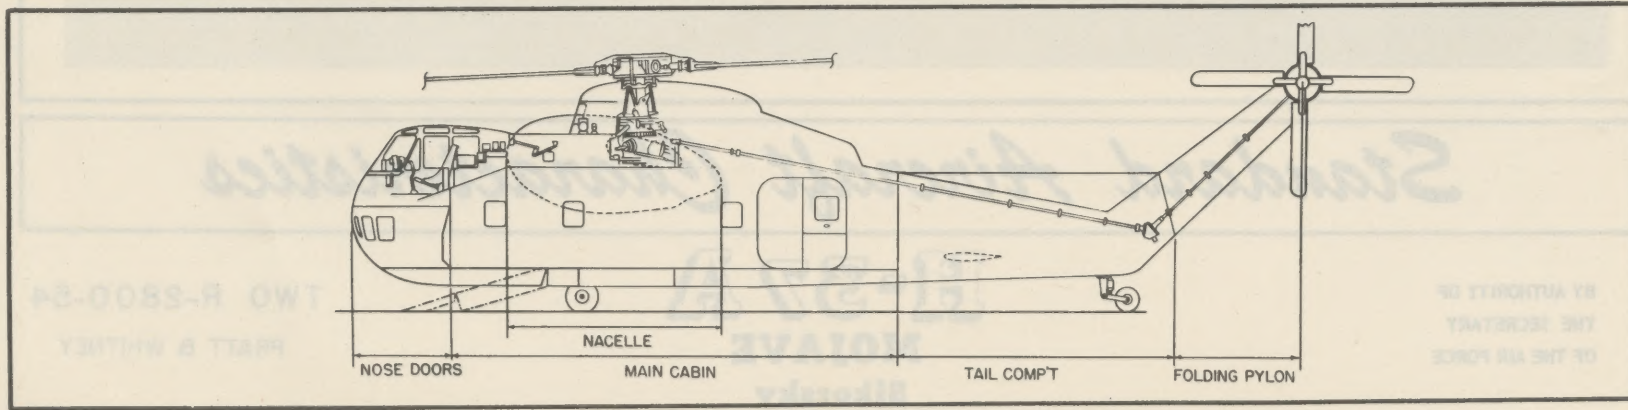 Standard Aircraft Characteristics
BY AUTHORITY OF
THE SECRETARY
OF THE AIR FORCE
H-37A
MOJAVE
Sikorsky
TWO R-2800-54
PRATT & WHITNEY
NACELLE
NOSE DOORS
MAIN CABIN
TAIL COMP'T
FOLDING PYLON